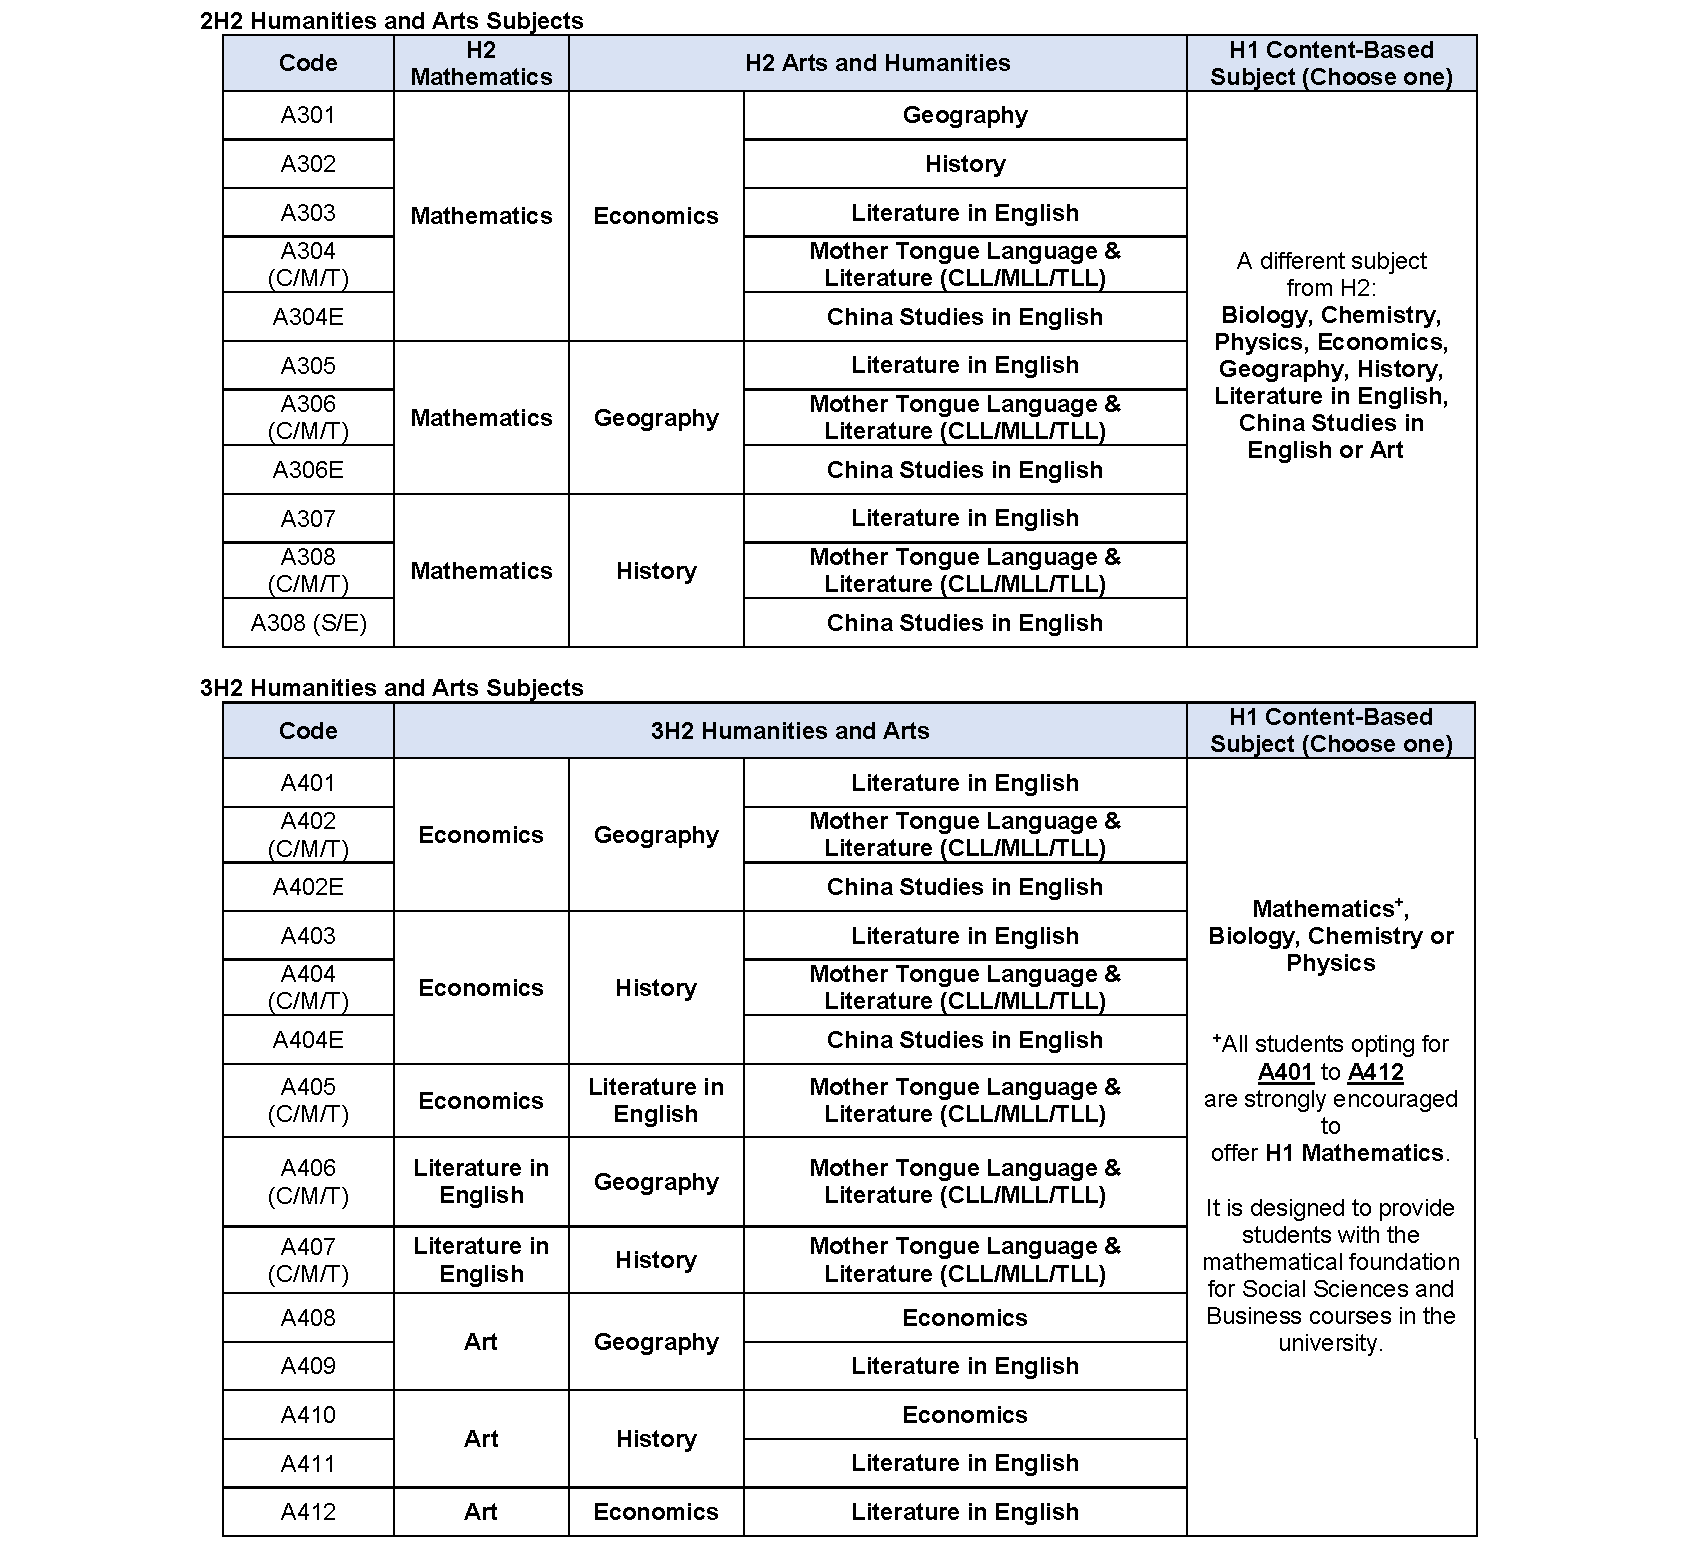 2H2 Humanities and Arts Subjects
Code
H2
Mathematics
H2 Arts and Humanities
H1 Content-Based
Subject (Choose one)
A301
Mathematics
Economics
Geography
A302
History
A303
Literature in English
A304
(C/M/T)
Mother Tongue Language &
Literature (CLL/MLL/TLL)
A304E
China Studies in English
A305
Mathematics
Geography
Literature in English
A306
(C/M/T)
Mother Tongue Language &
Literature (CLL/MLL/TLL)
A306E
China Studies in English
A307
Mathematics
History
Literature in English
A308
(C/M/T)
Mother Tongue Language &
Literature (CLL/MLL/TLL)
A308 (S/E)
China Studies in English
A different subject
from H2:
Biology, Chemistry,
Physics, Economics,
Geography, History,
Literature in English,
China Studies in
English or Art
3H2 Humanities and Arts Subjects
Code
3H2 Humanities and Arts
H1 Content-Based
Subject (Choose one)
A401
Economics
Geography
Literature in English
A402
(C/M/T)
Mother Tongue Language &
Literature (CLL/MLL/TLL)
A402E
China Studies in English
A403
Economics
History
Literature in English
A404
(C/M/T)
Mother Tongue Language &
Literature (CLL/MLL/TLL)
A404E
China Studies in English
A405
(C/M/T)
Economics
Literature in
English
Mother Tongue Language &
Literature (CLL/MLL/TLL)
A406
(C/M/T)
Literature in
English
Geography
Mother Tongue Language &
Literature (CLL/MLL/TLL)
A407
(C/M/T)
Literature in
English
History
Mother Tongue Language &
Literature (CLL/MLL/TLL)
A408
Art
Geography
Economics
A409
Literature in English
A410
Art
History
Economics
A411
Literature in English
A412
Art
Economics
Literature in English
Mathematics+,
Biology, Chemistry or
Physics
+All students opting for
A401 to A412
are strongly encouraged
to
offer H1 Mathematics.
It is designed to provide
students with the
mathematical foundation
for Social Sciences and
Business courses in the
university.